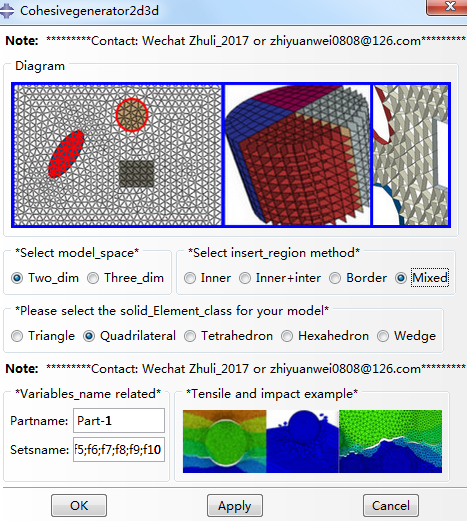 Cohesivegenerator2d3d
Note: *********Contact: Wechat Zhuli_2017 or zhiyuanwei0808@126.com*********
Diagram
*Select model_space*
Two_dim Three_dim
*Select insert_region method*
Inner Inner+inter Border Mixed
*Please select the solid_Element_class for your model*
Triangle Quadrilateral Tetrahedron Hexahedron Wedge
Note: *********Contact: Wechat Zhuli_2017 or zhiyuanwei0808@126.com*********
*Variables_name related*
Partname: Part-1
Setsname: f5;f6;f7;f8;f9;f10
*Tensile and impact example*
OK Apply Cancel